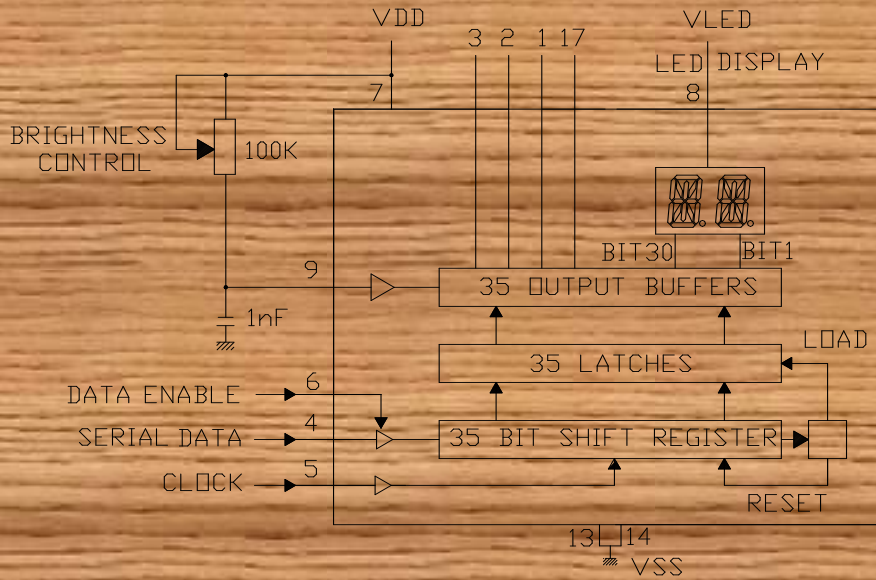 VDD
VLED
3 2 1 17
LED DISPLAY
7
8
BRIGHTNESS
CONTROL
100K
BIT30
BIT1
9
35 OUTPUT BUFFERS
1nF
LOAD
35 LATCHES
6
DATA ENABLE
4
SERIAL DATA
35 BIT SHIFT REGISTER
5
CLOCK
RESET
13
14
VSS